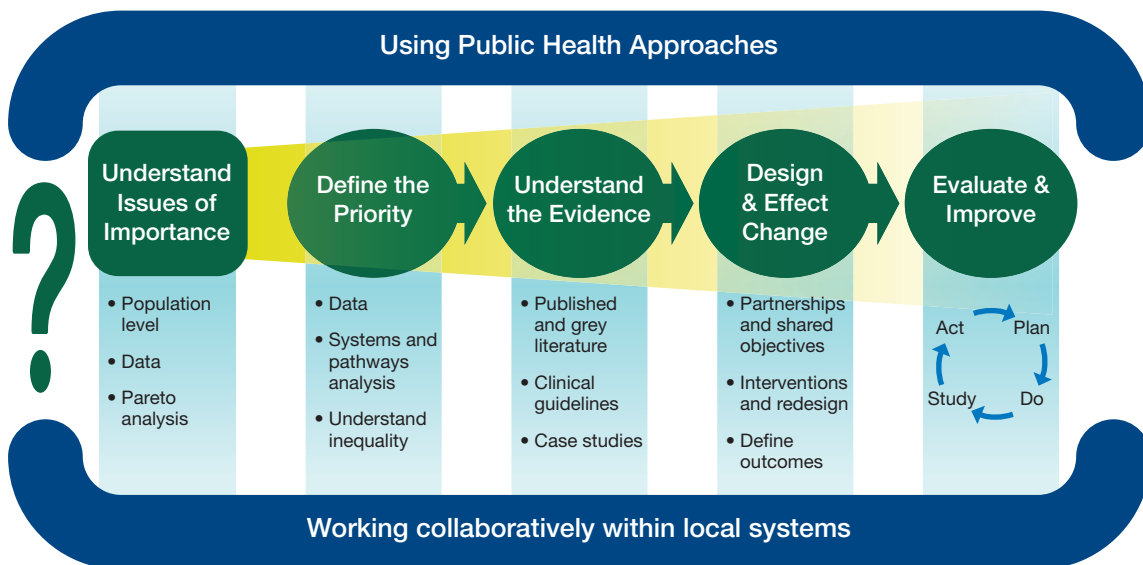 Using Public Health Approaches
?
Understand
Issues of
Importance
• Population
level
• Data
• Pareto
analysis
Define the
Priority
• Data
• Systems and
pathways
analysis
• Understand
inequality
Understand
the Evidence
• Published
and grey
literature
• Clinical
guidelines
• Case studies
Design
& Effect
Change
• Partnerships
and shared
objectives
• Interventions
and redesign
• Define
outcomes
Evaluate &
Improve
Act
Plan
Study
Do
Working collaboratively within local systems